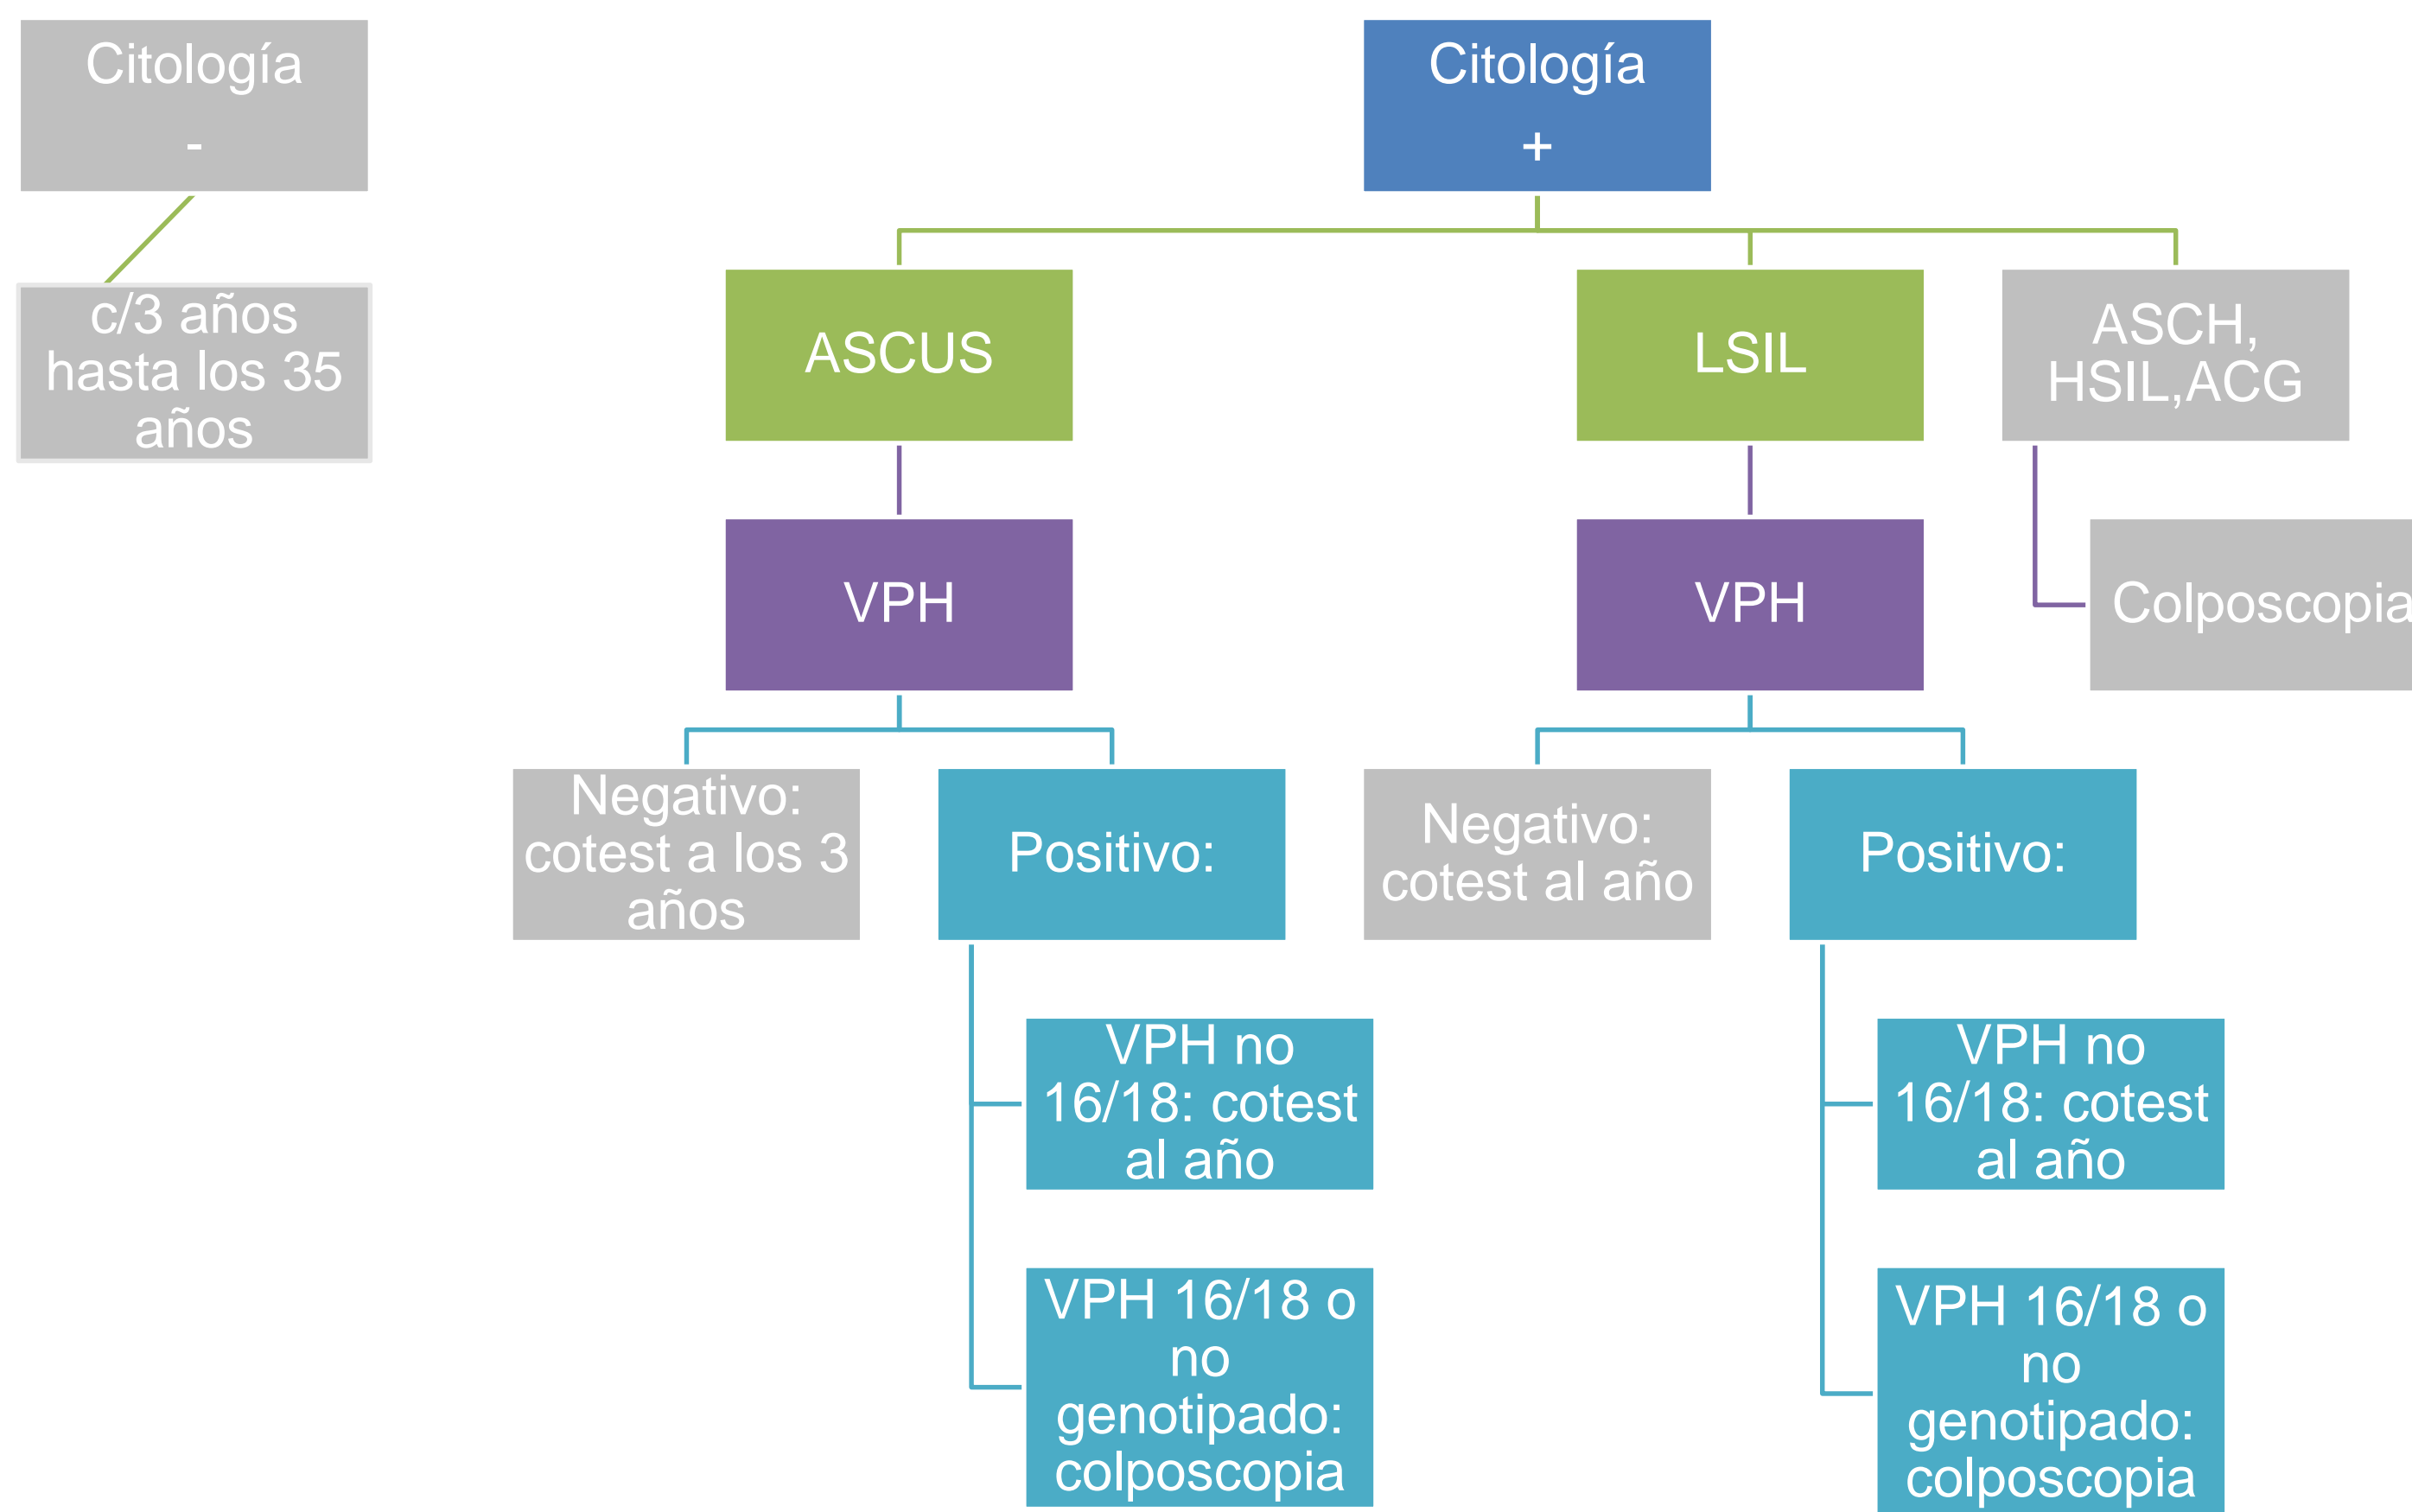 Citología
-
Citología
+
c/3 años
hasta los 35
años
ASCUS
LSIL
ASCH,
HSIL,ACG
VPH
VPH
Colposcopia
Negativo:
cotest a los 3
años
Positivo:
Negativo:
cotest al año
Positivo:
VPH no
16/18: cotest
al año
VPH no
16/18: cotest
al año
VPH 16/18 o
no
genotipado:
colposcopia
VPH 16/18 o
no
genotipado:
colposcopia